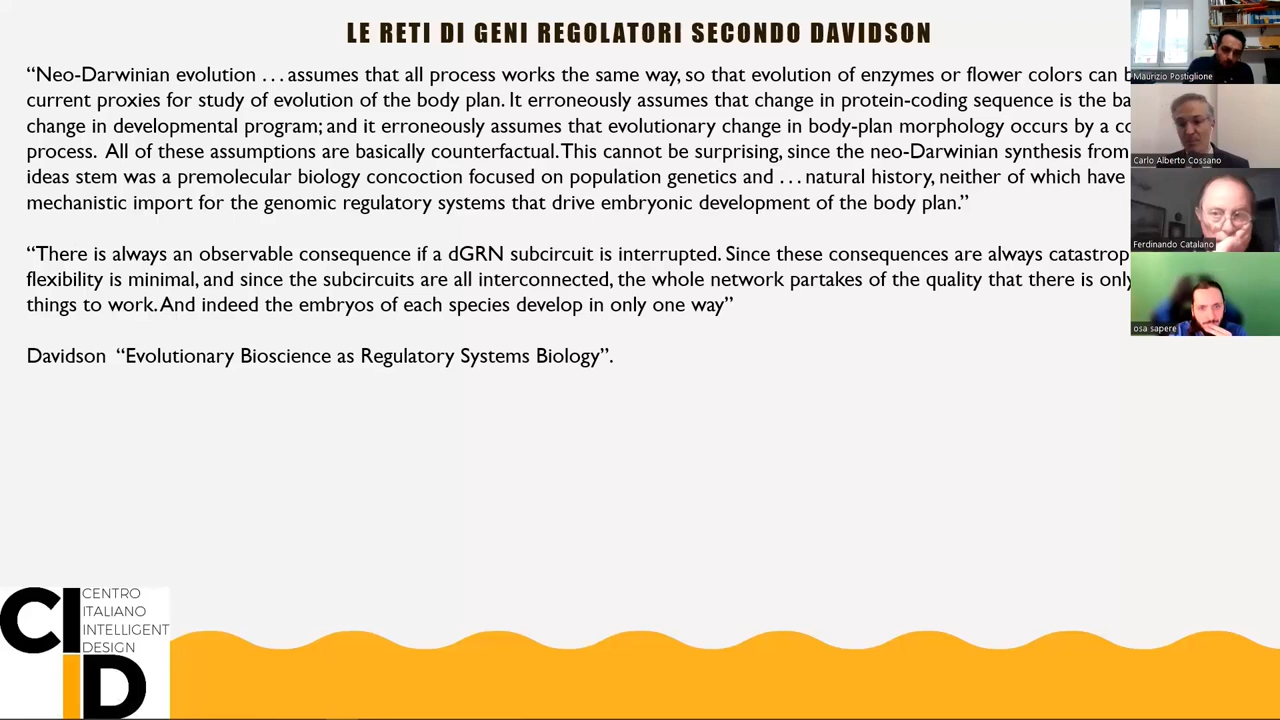 LE RETI DI GENI REGOLATORI SECONDO DAVIDSON
“Neo-Darwinian evolution . . . assumes that all process works the same way, so that evolution of enzymes or flower colors can
current proxies for study of evolution of the body plan. It erroneously assumes that change in protein-coding sequence is the
change in developmental program; and it erroneously assumes that evolutionary change in body-plan morphology occurs by a
process. All of these assumptions are basically counterfactual. This cannot be surprising, since the neo-Darwinian synthesis from
ideas stem was a premolecular biology concoction focused on population genetics and . . . natural history, neither of which have
mechanistic import for the genomic regulatory systems that drive embryonic development of the body plan.”
“There is always an observable consequence if a dGRN subcircuit is interrupted. Since these consequences are always
flexibility is minimal, and since the subcircuits are all interconnected, the whole network partakes of the quality that there is
things to work. And indeed the embryos of each species develop in only one way”
Davidson “Evolutionary Bioscience as Regulatory Systems Biology”.
Maurizio Postiglione
Carlo Alberto Cossano
Ferdinando Catalano
osa sapere
CI
D
CENTRO
ITALIANO
INTELLIGENT
DESIGN